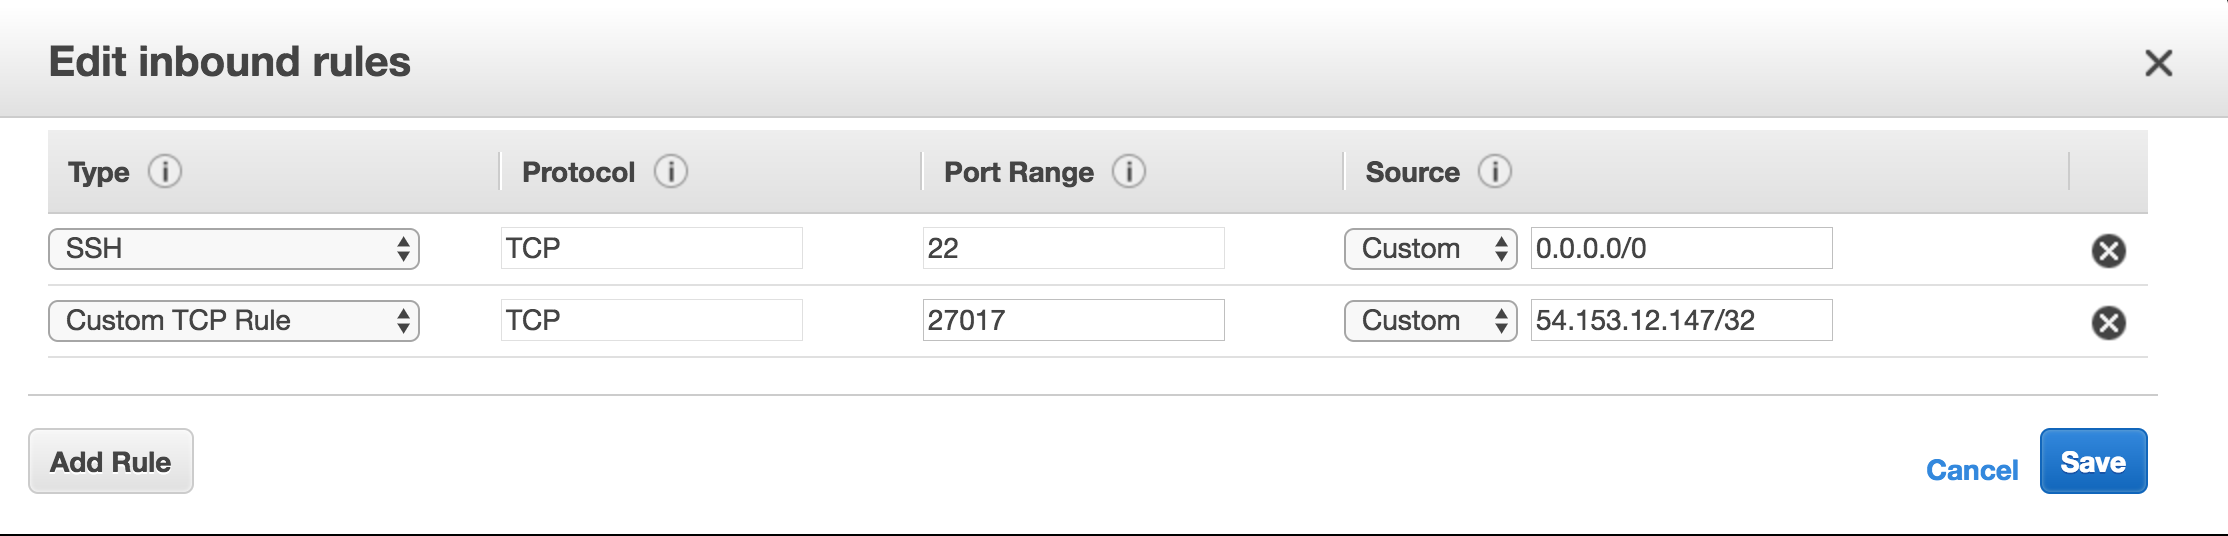 Edit inbound rules
Type Protocol Port Range Source
SSH TCP 22 Custom 0.0.0.0/0
Custom TCP Rule TCP 27017 Custom 54.153.12.147/32
Add Rule Cancel Save